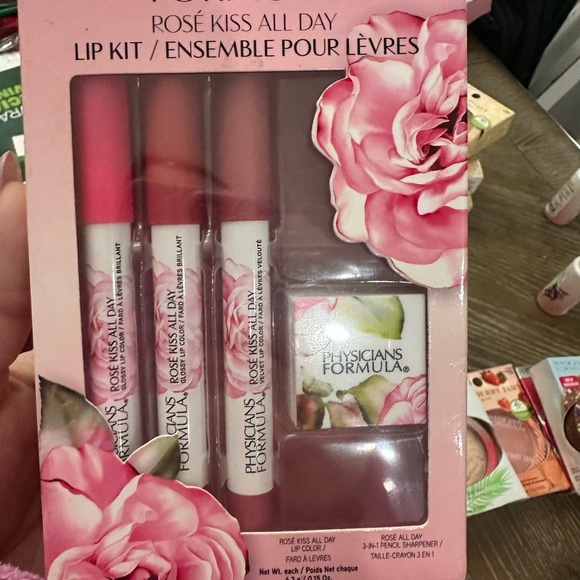 ROSÉ KISS ALL DAY
LIP KIT / ENSEMBLE POUR LÈVRES
PHYSICIANS
FORMULA®
ROSÉ KISS ALL DAY
GLOSSY LIP COLOR / FARD À LÈVRES BRILLANT
PHYSICIANS
FORMULA®
ROSÉ KISS ALL DAY
GLOSSY LIP COLOR / FARD À LÈVRES BRILLANT
PHYSICIANS
FORMULA®
ROSÉ KISS ALL DAY
VELVET LIP COLOR / FARD À LÈVRES VELOUTÉ
PHYSICIANS
FORMULA®
ROSÉ KISS ALL DAY
LIP COLOR /
FARD À LÈVRES
ROSÉ ALL DAY
3-IN-1 PENCIL SHARPENER /
TAILLE-CRAYON 3 EN 1
Net Wt. each / Poids Net chaque